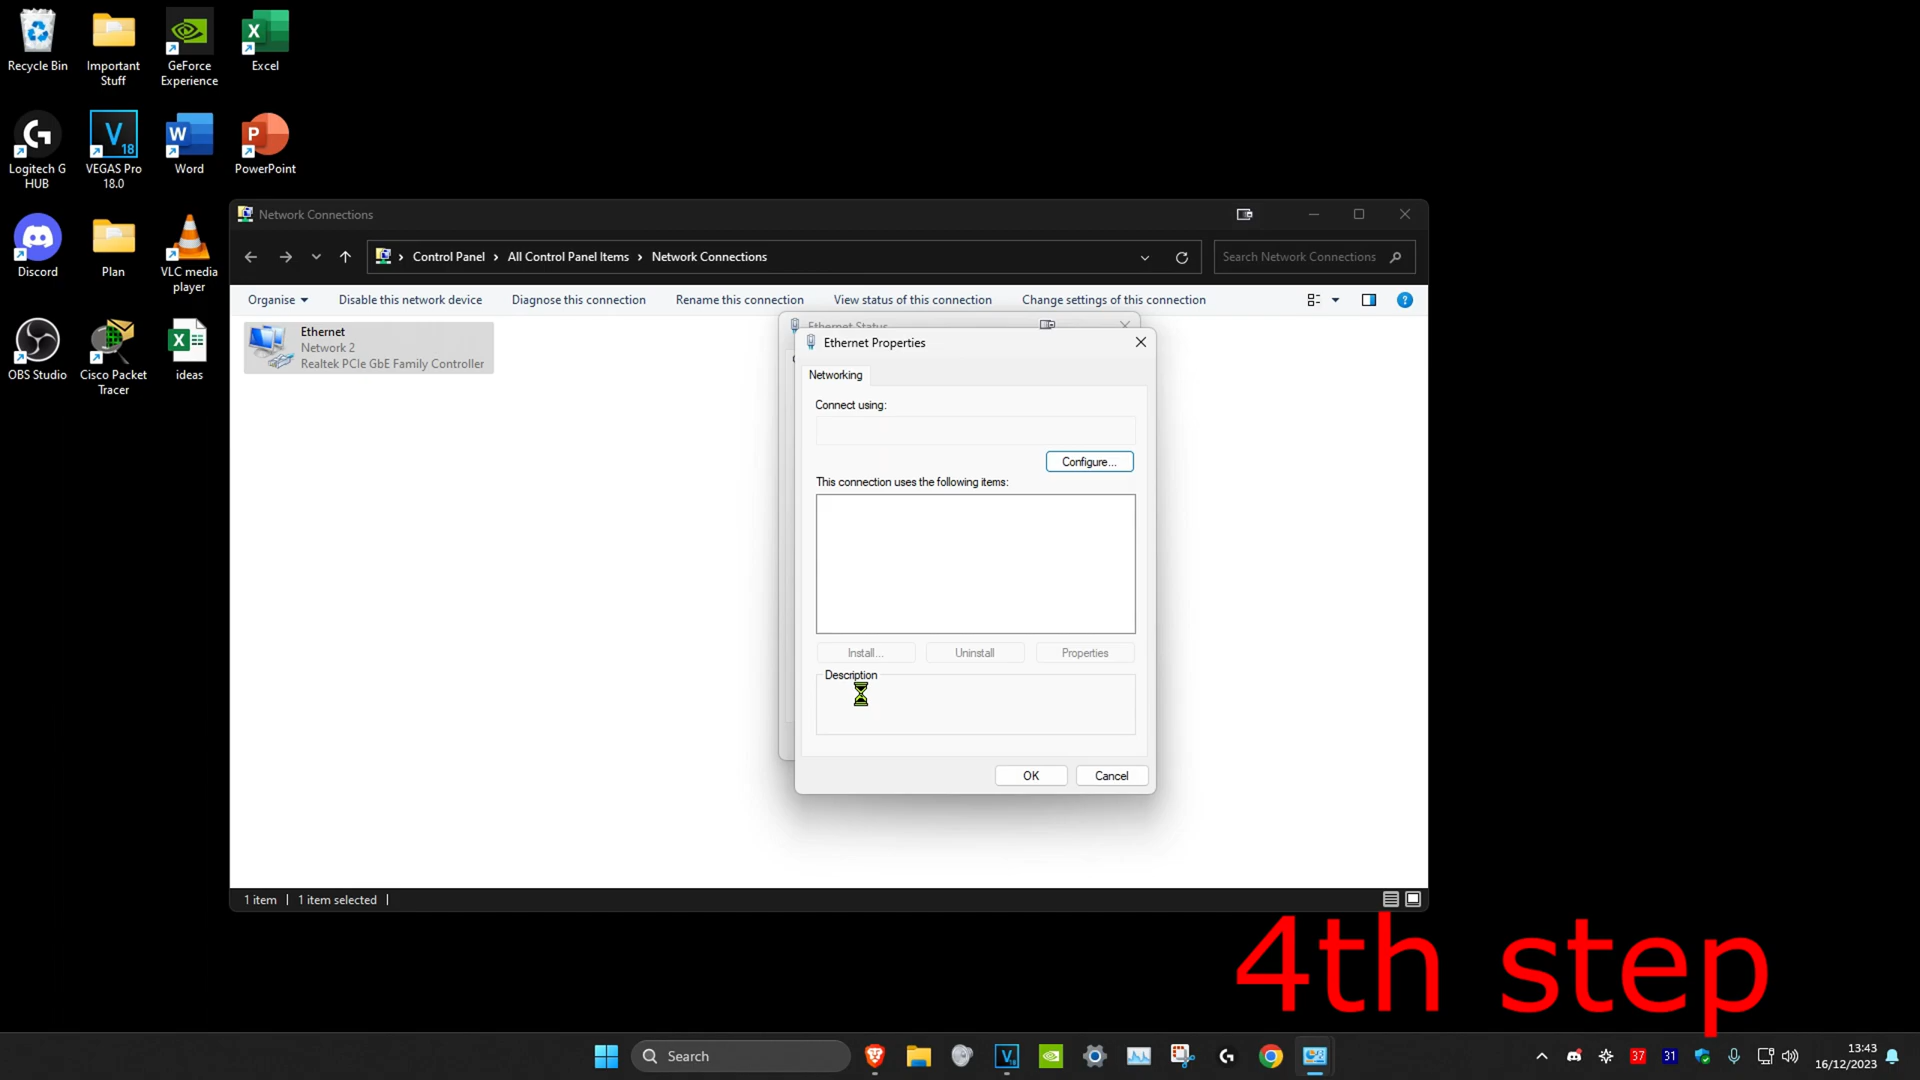 Recycle Bin
Important
Stuff
GeForce
Experience
Excel
Logitech G
HUB
VEGAS Pro
18.0
Word
PowerPoint
Discord
Plan
VLC media
player
OBS Studio
Cisco Packet
Tracer
ideas
Network Connections
Control Panel › All Control Panel Items › Network Connections
Search Network Connections
Organise
Disable this network device
Diagnose this connection
Rename this connection
View status of this connection
Change settings of this connection
Ethernet
Network 2
Realtek PCIe GbE Family Controller
Ethernet Status
Ethernet Properties
Networking
Connect using:
Configure...
This connection uses the following items:
Install...
Uninstall
Properties
Description
OK
Cancel
1 item
1 item selected
4th step
Search
37
31
13:43
16/12/2023